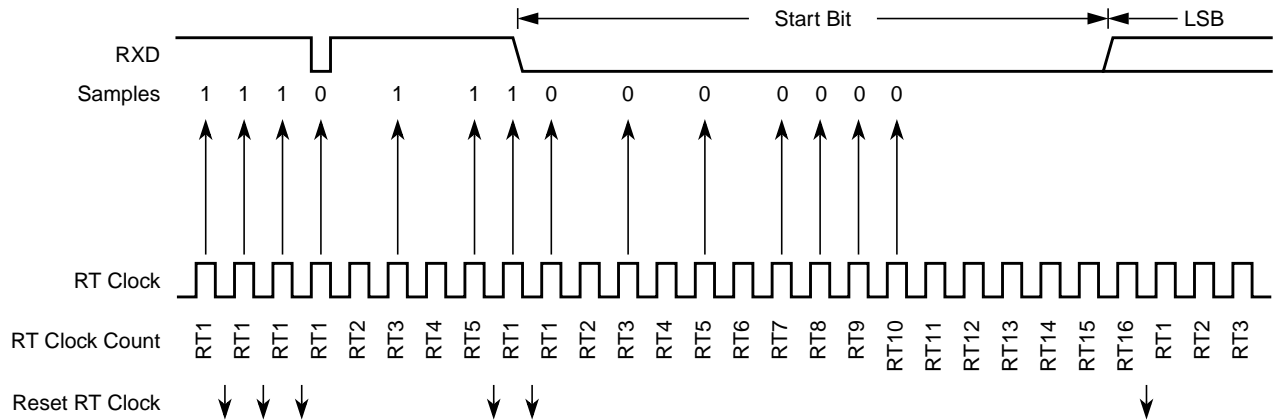 Start Bit LSB
RXD
Samples 1 1 1 0 1 1 1 0 0 0 0 0 0 0
RT Clock
RT Clock Count RT1 RT1 RT1 RT1 RT2 RT3 RT4 RT5 RT1 RT1 RT2 RT3 RT4 RT5 RT6 RT7 RT8 RT9 RT10 RT11 RT12 RT13 RT14 RT15 RT16 RT1 RT2 RT3
Reset RT Clock